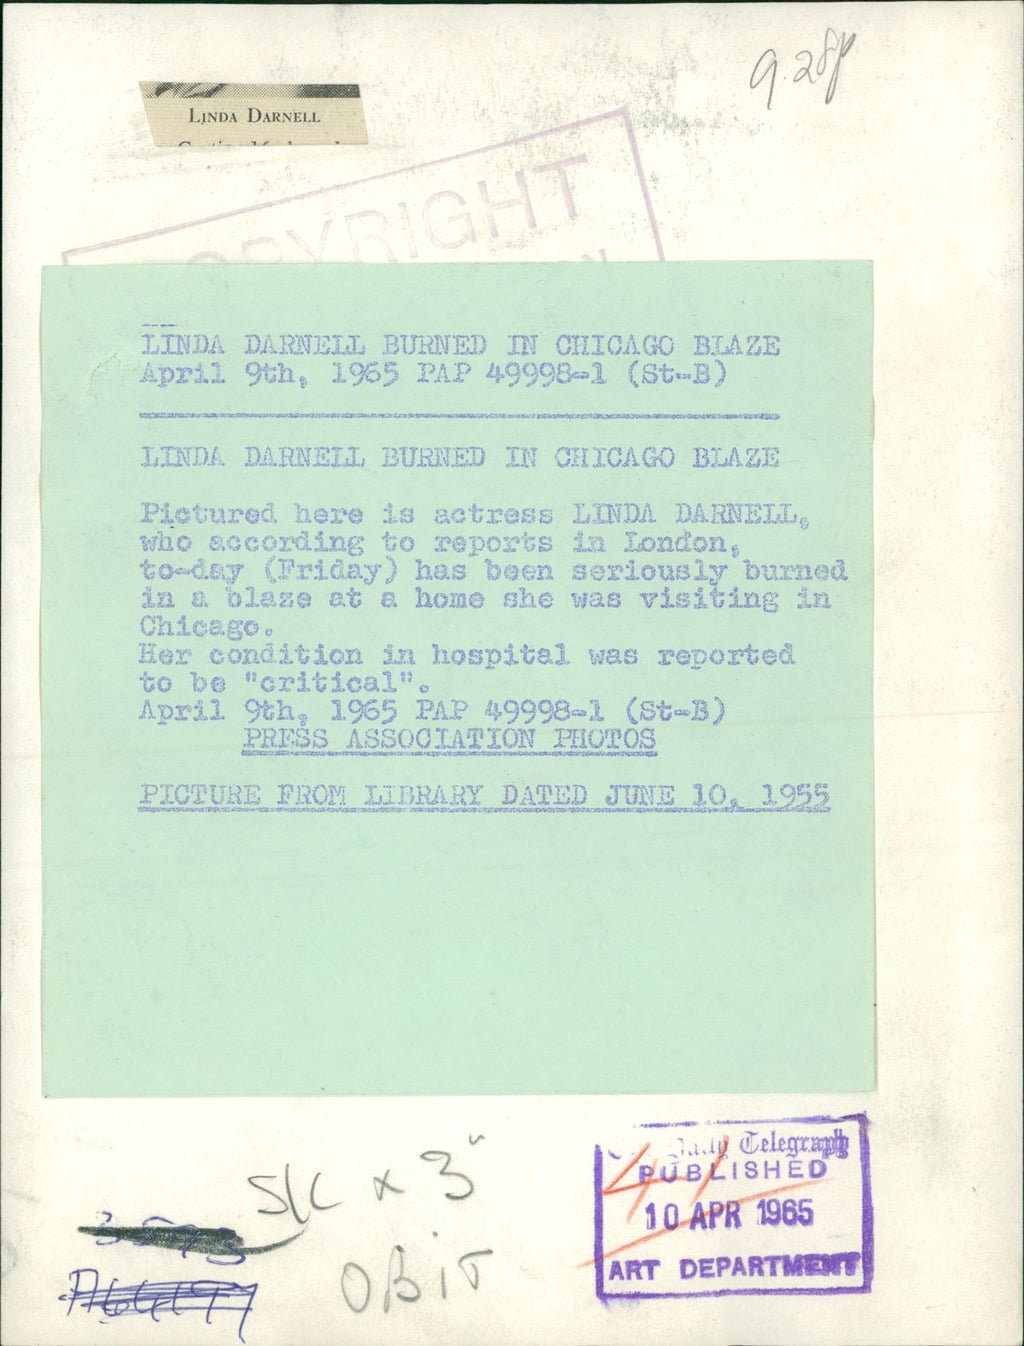 9.28p
LINDA DARNELL
COPYRIGHT
LINDA DARNELL BURNED IN CHICAGO BLAZE
April 9th, 1965 PAP 49998-1 (St-B)
LINDA DARNELL BURNED IN CHICAGO BLAZE
Pictured here is actress LINDA DARNELL,
who according to reports in London,
to-day (Friday) has been seriously burned
in a blaze at a home she was visiting in
Chicago.
Her condition in hospital was reported
to be "critical".
April 9th, 1965 PAP 49998-1 (St-B)
PRESS ASSOCIATION PHOTOS
PICTURE FROM LIBRARY DATED JUNE 10, 1955
S/C x 3"
OBIT
Daily Telegraph
PUBLISHED
10 APR 1965
ART DEPARTMENT